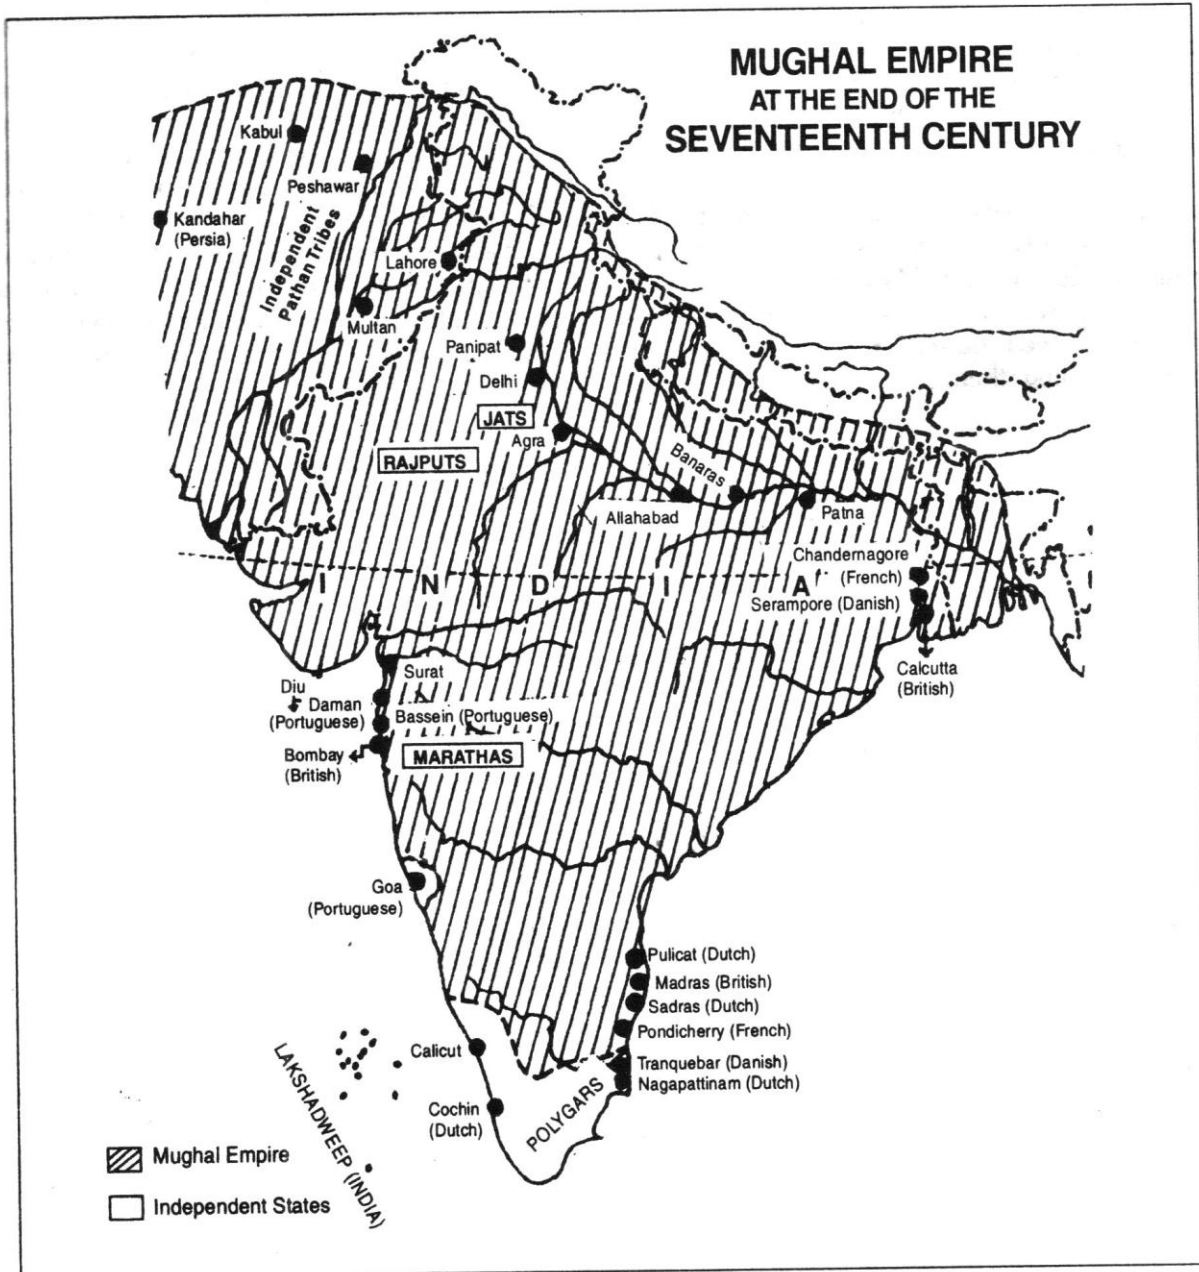 MUGHAL EMPIRE
AT THE END OF THE
SEVENTEENTH CENTURY
Kabul
Peshawar
Kandahar
(Persia)
Independent
Pathan Tribes
Lahore
Multan
Panipat
Delhi
JATS
Agra
RAJPUTS
Banaras
Allahabad
Patna
Chandernagore
(French)
I N D I A
Serampore (Danish)
Calcutta
(British)
Surat
Diu
Daman
(Portuguese)
Bassein (Portuguese)
Bombay
(British)
MARATHAS
Goa
(Portuguese)
Pulicat (Dutch)
Madras (British)
Sadras (Dutch)
Pondicherry (French)
Calicut
Tranquebar (Danish)
Nagapattinam (Dutch)
Cochin
(Dutch)
POLYGARS
LAKSHADWEEP (INDIA)
Mughal Empire
Independent States